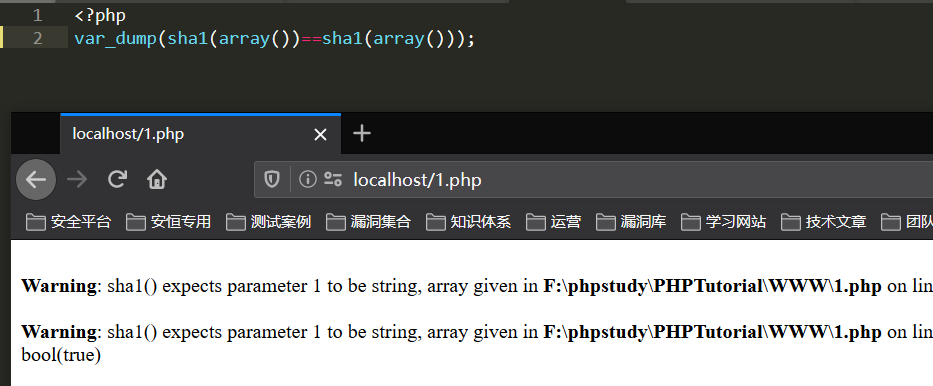 1 <?php
2 var_dump(sha1(array())==sha1(array()));
localhost/1.php
localhost/1.php
安全平台 安恒专用 测试案例 漏洞集合 知识体系 运营 漏洞库 学习网站 技术文章 团队
Warning: sha1() expects parameter 1 to be string, array given in F:\phpstudy\PHPTutorial\WWW\1.php on lin
Warning: sha1() expects parameter 1 to be string, array given in F:\phpstudy\PHPTutorial\WWW\1.php on lin
bool(true)